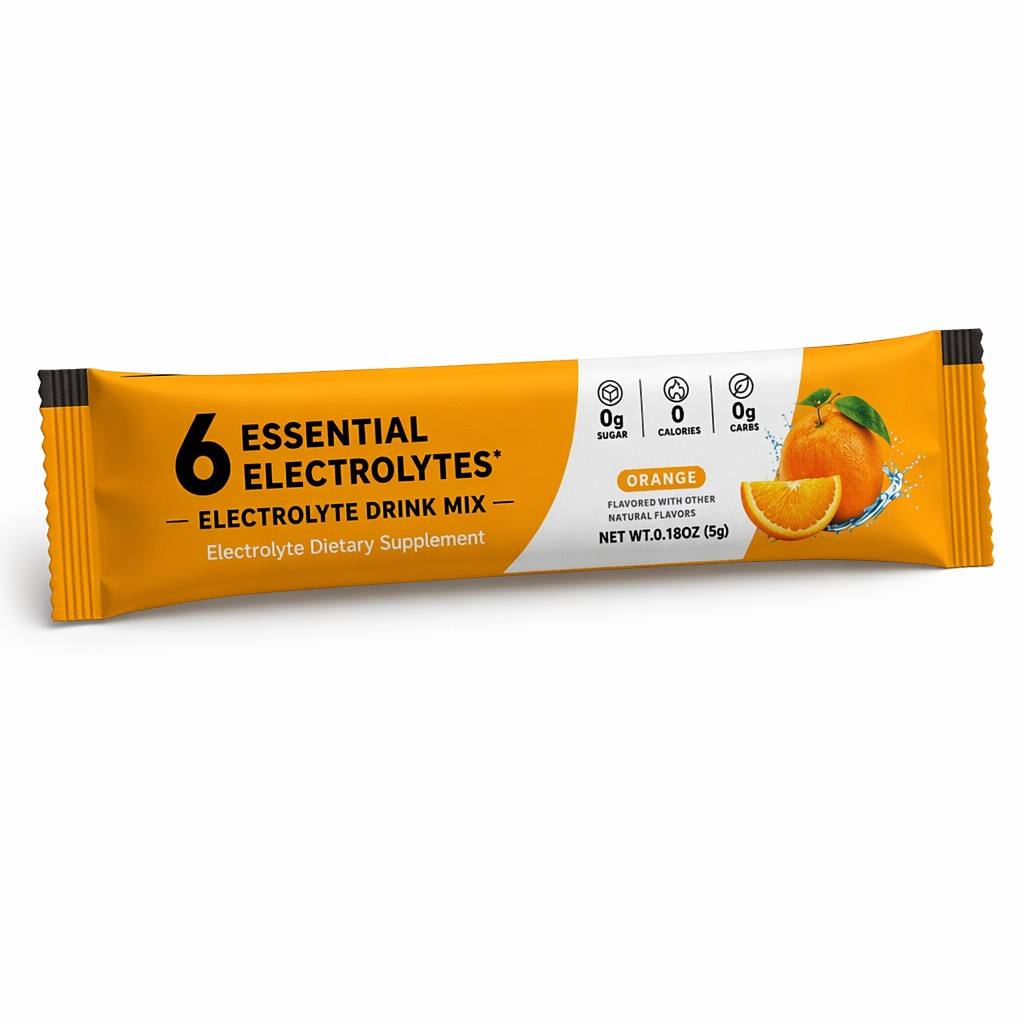 6 ESSENTIAL
ELECTROLYTES*
— ELECTROLYTE DRINK MIX —
Electrolyte Dietary Supplement
0g
SUGAR
0
CALORIES
0g
CARBS
ORANGE
FLAVORED WITH OTHER
NATURAL FLAVORS
NET WT.0.18OZ (5g)